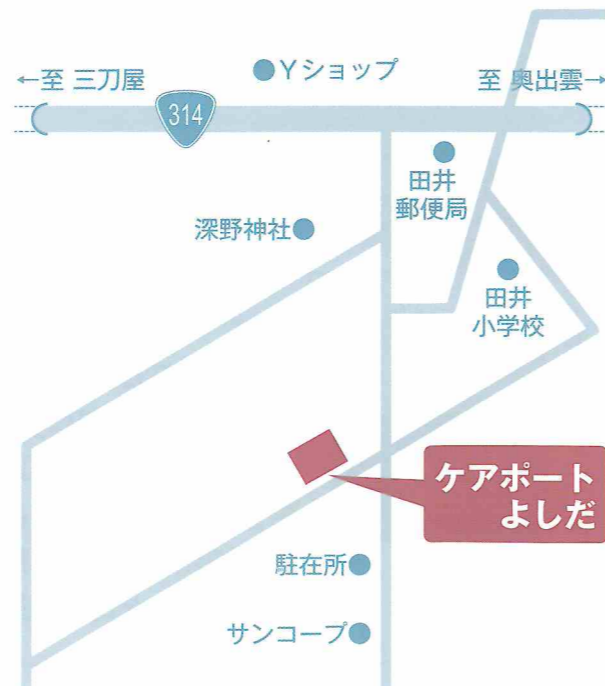 ●Yショップ
←至 三刀屋
至 奥出雲→
314
田井
郵便局
深野神社●
田井
小学校
ケアポート
よしだ
駐在所●
サンコープ●